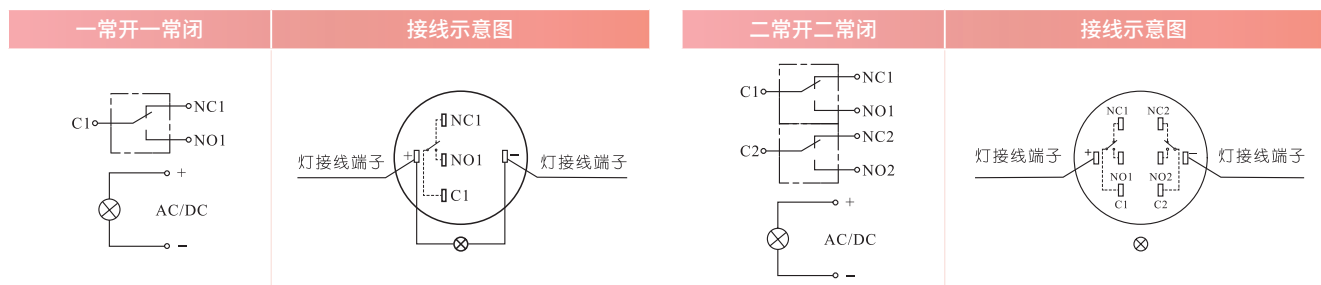 一常开一常闭
接线示意图
C1
NC1
NO1
+
AC/DC
−
NC1
NO1
C1
灯接线端子
+
−
灯接线端子
二常开二常闭
接线示意图
C1
NC1
NO1
C2
NC2
NO2
+
AC/DC
−
NC1
NC2
灯接线端子
+
−
灯接线端子
NO1
NO2
C1
C2